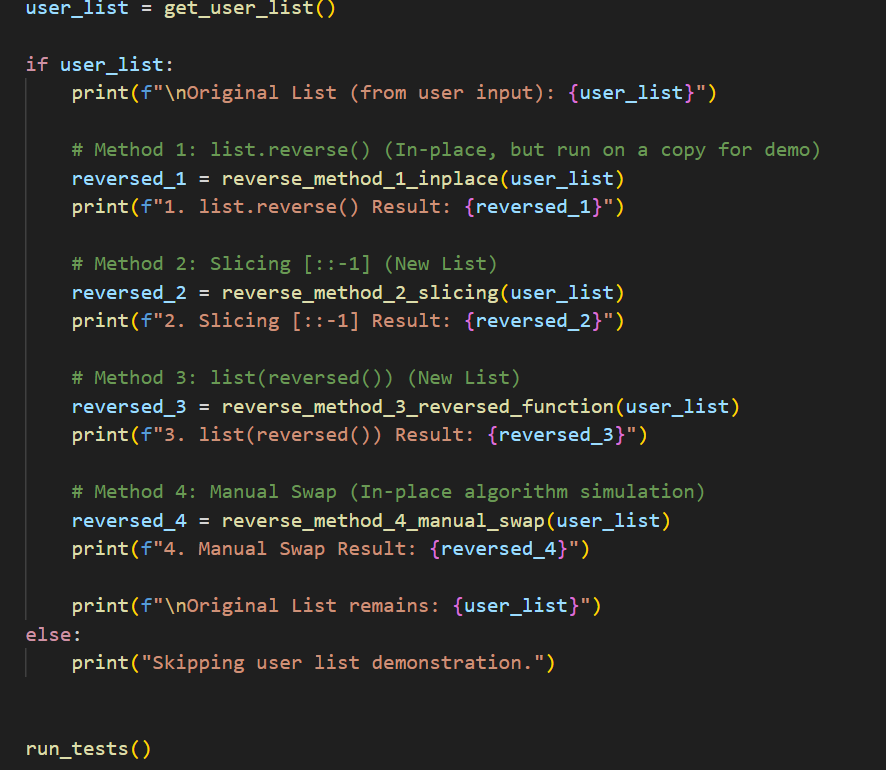 user_list = get_user_list()
if user_list:
    print(f"\nOriginal List (from user input): {user_list}")
    # Method 1: list.reverse() (In-place, but run on a copy for demo)
    reversed_1 = reverse_method_1_inplace(user_list)
    print(f"1. list.reverse() Result: {reversed_1}")
    # Method 2: Slicing [::-1] (New List)
    reversed_2 = reverse_method_2_slicing(user_list)
    print(f"2. Slicing [::-1] Result: {reversed_2}")
    # Method 3: list(reversed()) (New List)
    reversed_3 = reverse_method_3_reversed_function(user_list)
    print(f"3. list(reversed()) Result: {reversed_3}")
    # Method 4: Manual Swap (In-place algorithm simulation)
    reversed_4 = reverse_method_4_manual_swap(user_list)
    print(f"4. Manual Swap Result: {reversed_4}")
    print(f"\nOriginal List remains: {user_list}")
else:
    print("Skipping user list demonstration.")
run_tests()